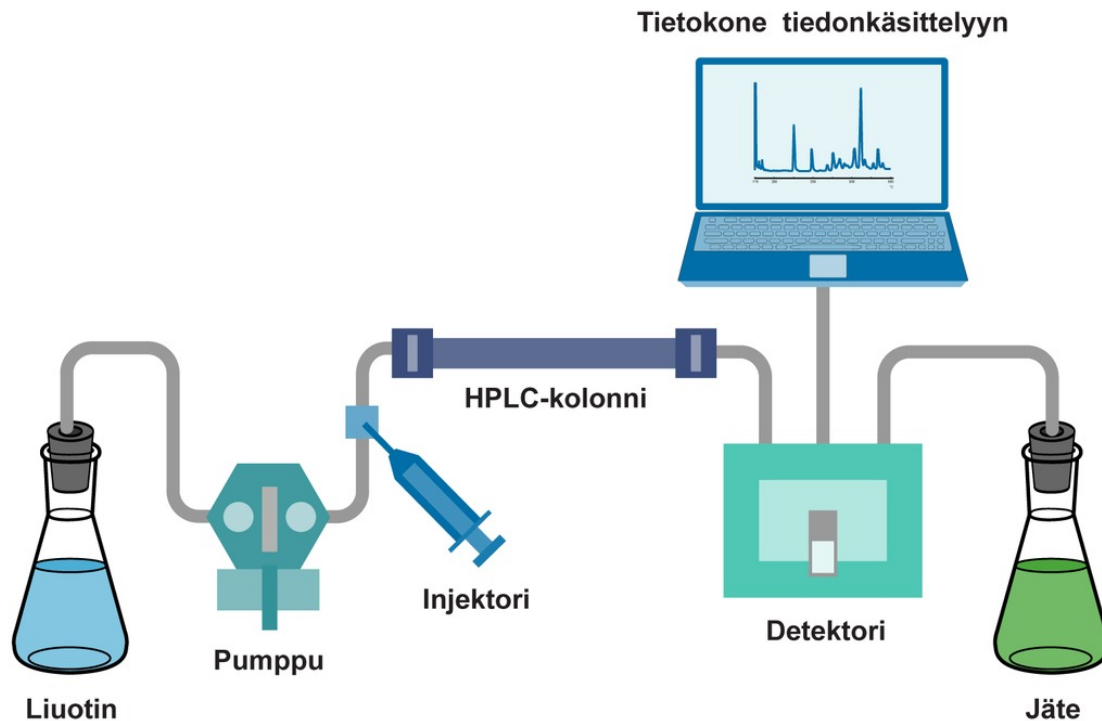 Tietokone tiedonkäsittelyyn
HPLC-kolonni
Injektori
Detektori
Pumppu
Liuotin
Jäte